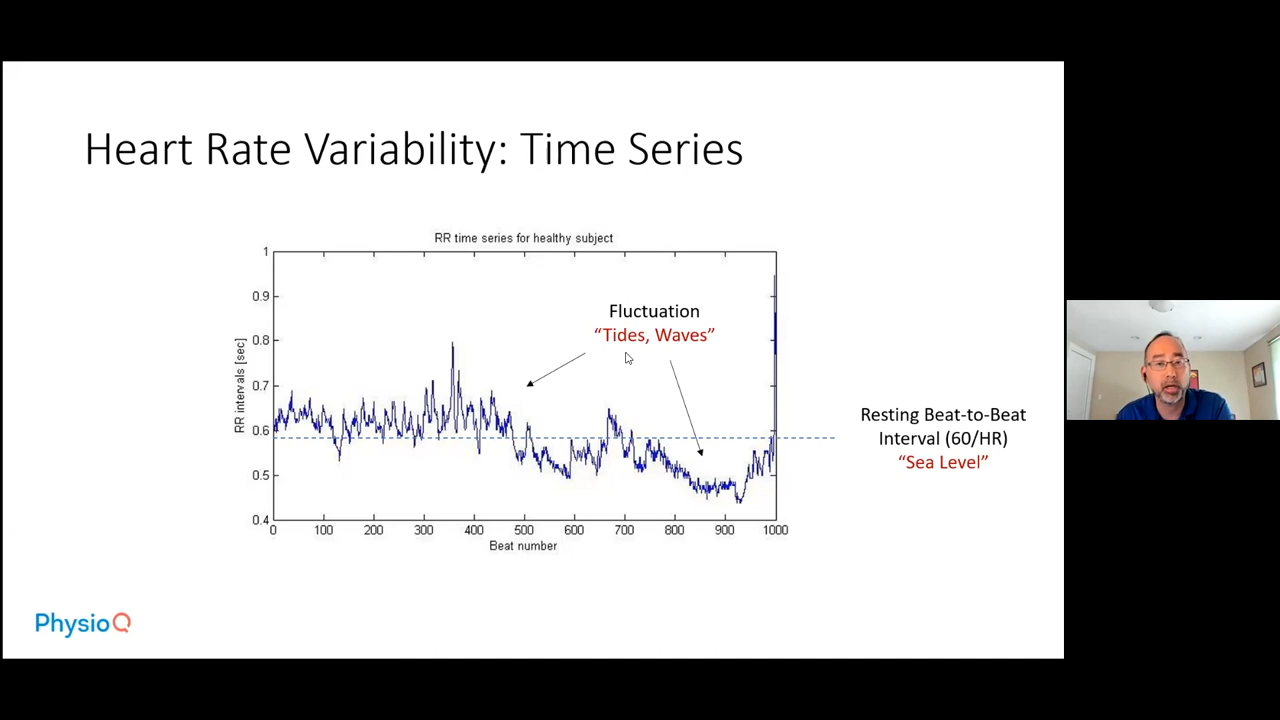 Heart Rate Variability: Time Series
RR time series for healthy subject
1
0.9
0.8
0.7
0.6
0.5
0.4
RR intervals [sec]
Fluctuation
“Tides, Waves”
0 100 200 300 400 500 600 700 800 900 1000
Beat number
Resting Beat-to-Beat
Interval (60/HR)
“Sea Level”
PhysioQ